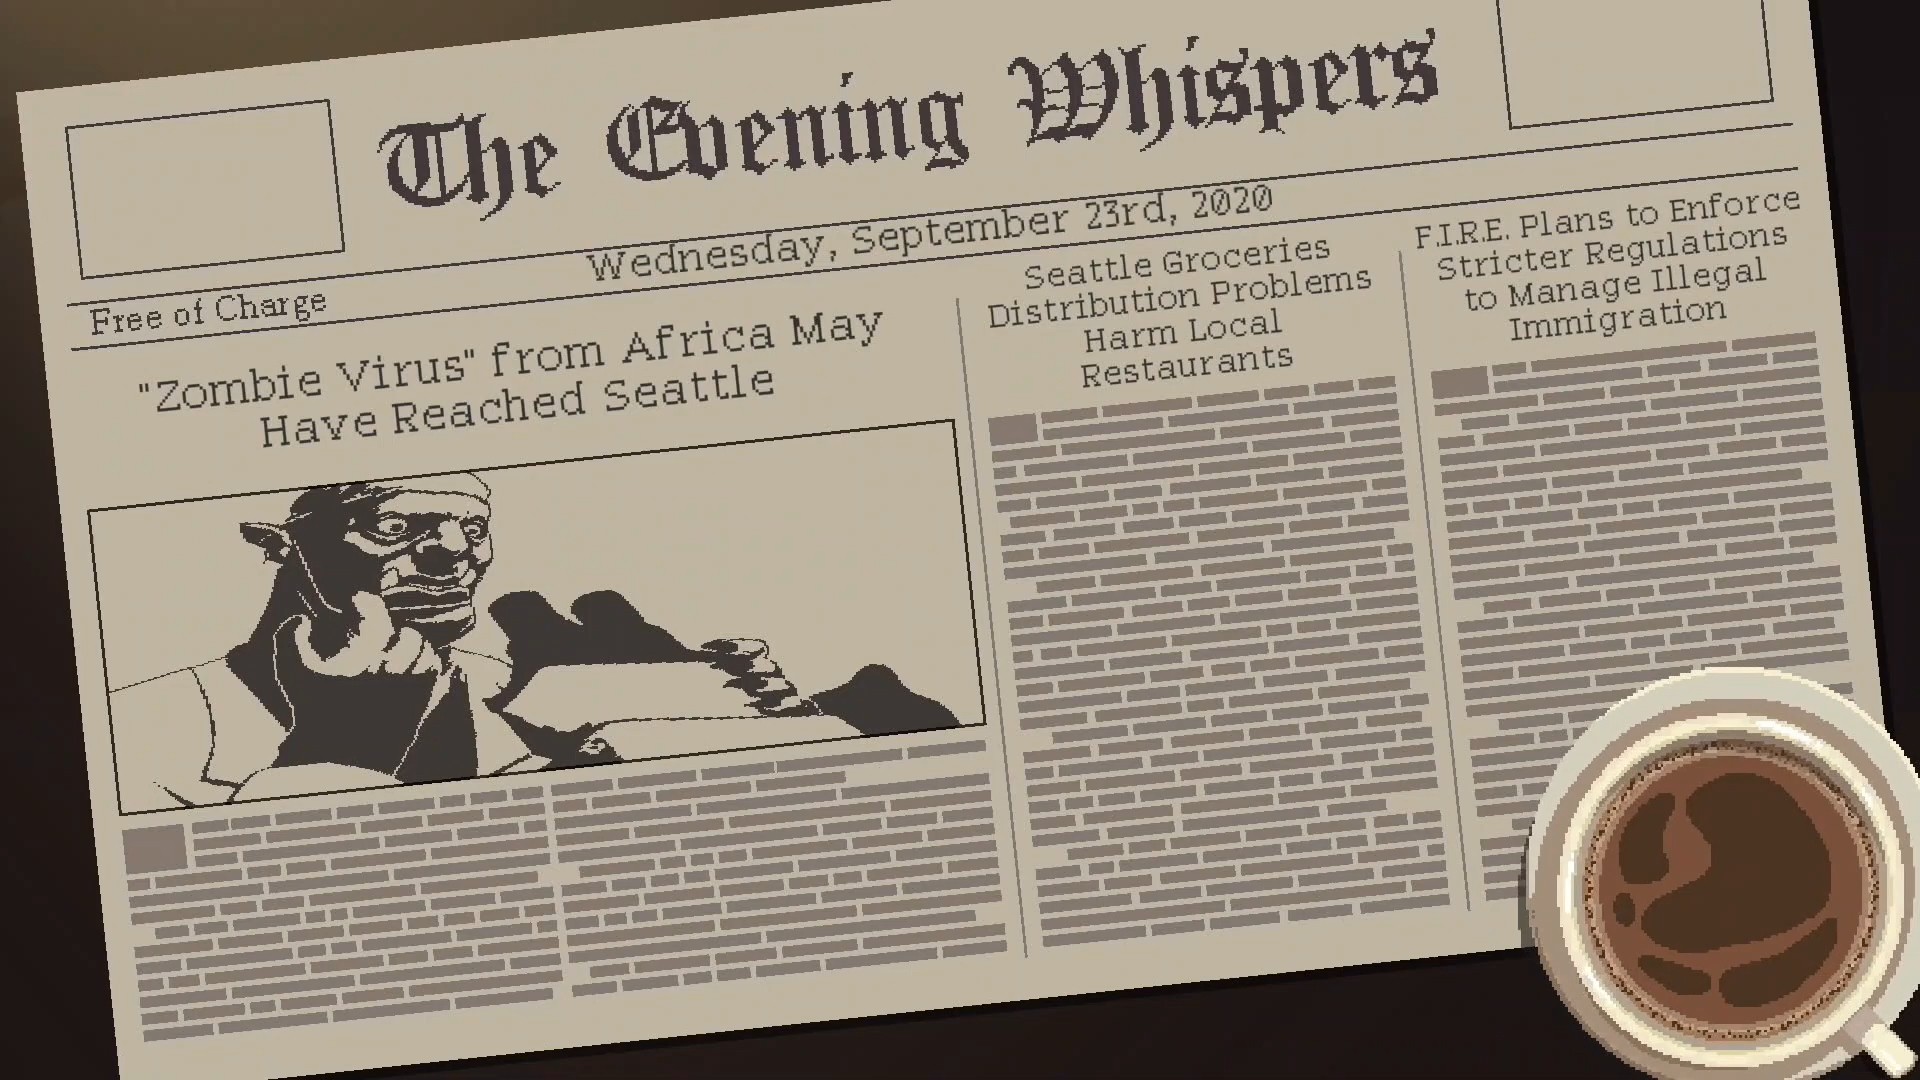 The Evening Whispers
Wednesday, September 23rd, 2020
Free of Charge
"Zombie Virus" from Africa May
Have Reached Seattle
Seattle Groceries
Distribution Problems
Harm Local
Restaurants
F.I.R.E. Plans to Enforce
Stricter Regulations
to Manage Illegal
Immigration